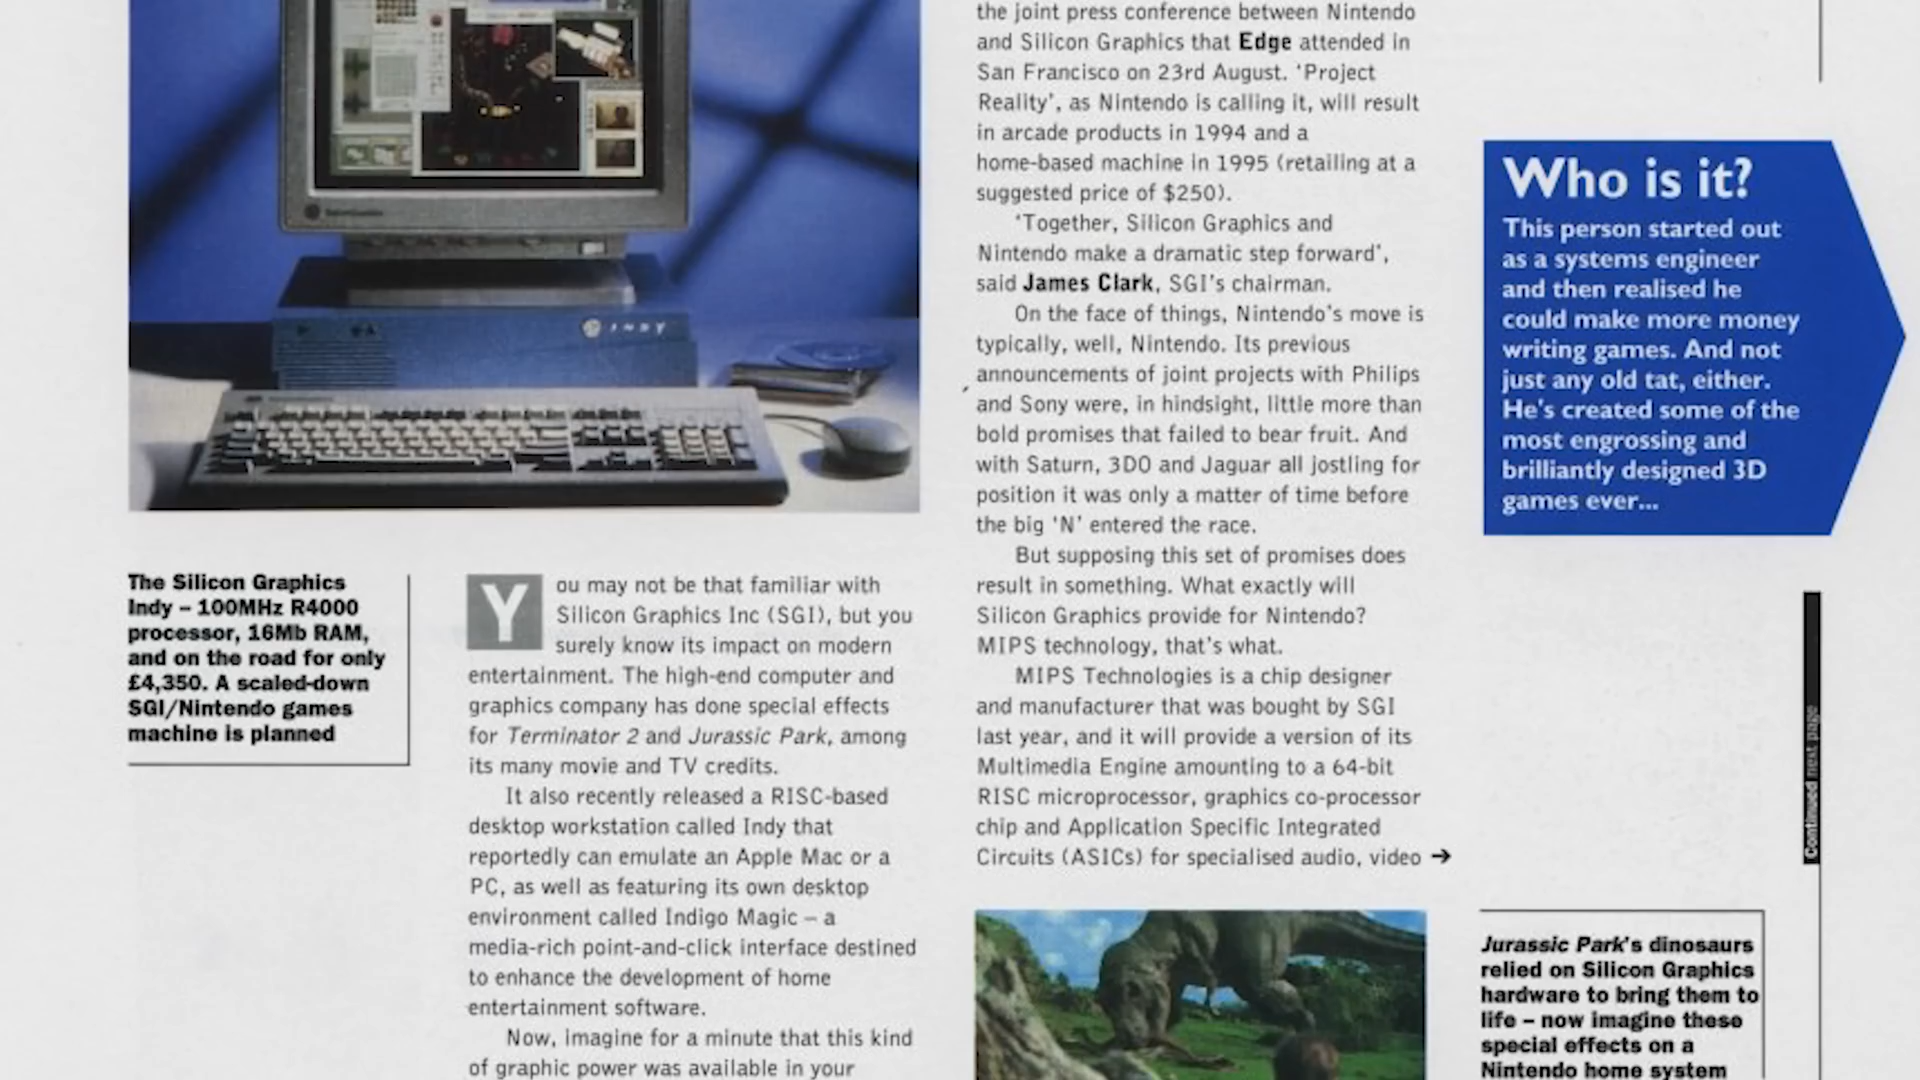 INDY
The Silicon Graphics
Indy – 100MHz R4000
processor, 16Mb RAM,
and on the road for only
£4,350. A scaled-down
SGI/Nintendo games
machine is planned
You may not be that familiar with
Silicon Graphics Inc (SGI), but you
surely know its impact on modern
entertainment. The high-end computer and
graphics company has done special effects
for Terminator 2 and Jurassic Park, among
its many movie and TV credits.
It also recently released a RISC-based
desktop workstation called Indy that
reportedly can emulate an Apple Mac or a
PC, as well as featuring its own desktop
environment called Indigo Magic – a
media-rich point-and-click interface destined
to enhance the development of home
entertainment software.
Now, imagine for a minute that this kind
of graphic power was available in your
the joint press conference between Nintendo
and Silicon Graphics that Edge attended in
San Francisco on 23rd August. 'Project
Reality', as Nintendo is calling it, will result
in arcade products in 1994 and a
home-based machine in 1995 (retailing at a
suggested price of $250).
'Together, Silicon Graphics and
Nintendo make a dramatic step forward',
said James Clark, SGI's chairman.
On the face of things, Nintendo's move is
typically, well, Nintendo. Its previous
announcements of joint projects with Philips
and Sony were, in hindsight, little more than
bold promises that failed to bear fruit. And
with Saturn, 3DO and Jaguar all jostling for
position it was only a matter of time before
the big 'N' entered the race.
But supposing this set of promises does
result in something. What exactly will
Silicon Graphics provide for Nintendo?
MIPS technology, that's what.
MIPS Technologies is a chip designer
and manufacturer that was bought by SGI
last year, and it will provide a version of its
Multimedia Engine amounting to a 64-bit
RISC microprocessor, graphics co-processor
chip and Application Specific Integrated
Circuits (ASICs) for specialised audio, video →
Who is it?
This person started out
as a systems engineer
and then realised he
could make more money
writing games. And not
just any old tat, either.
He's created some of the
most engrossing and
brilliantly designed 3D
games ever...
Continued next page
Jurassic Park's dinosaurs
relied on Silicon Graphics
hardware to bring them to
life – now imagine these
special effects on a
Nintendo home system